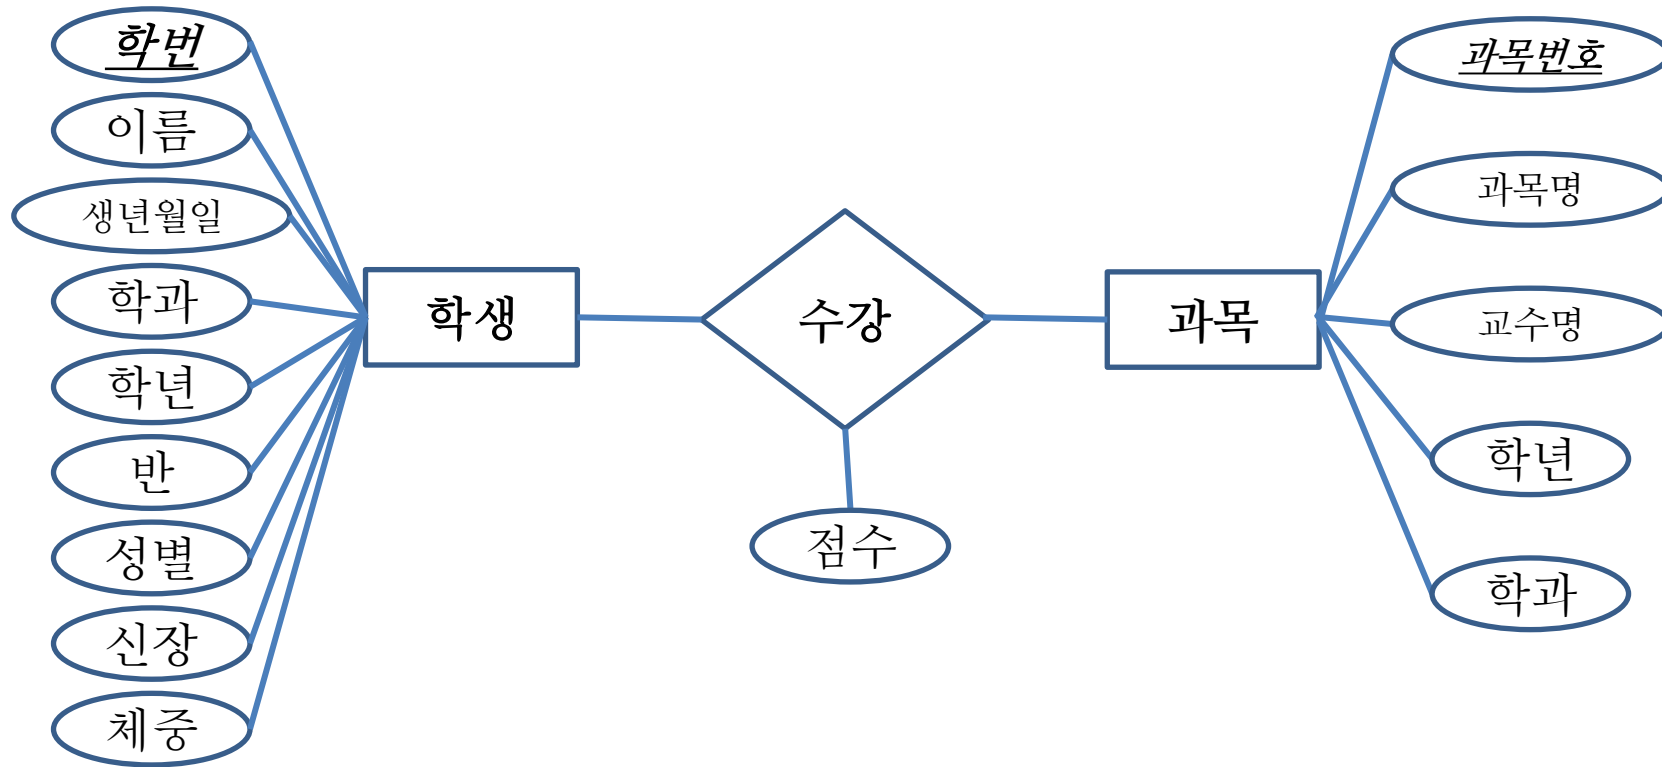 학번
이름
생년월일
학과
학년
반
성별
신장
체중
학생
수강
점수
과목
과목번호
과목명
교수명
학년
학과